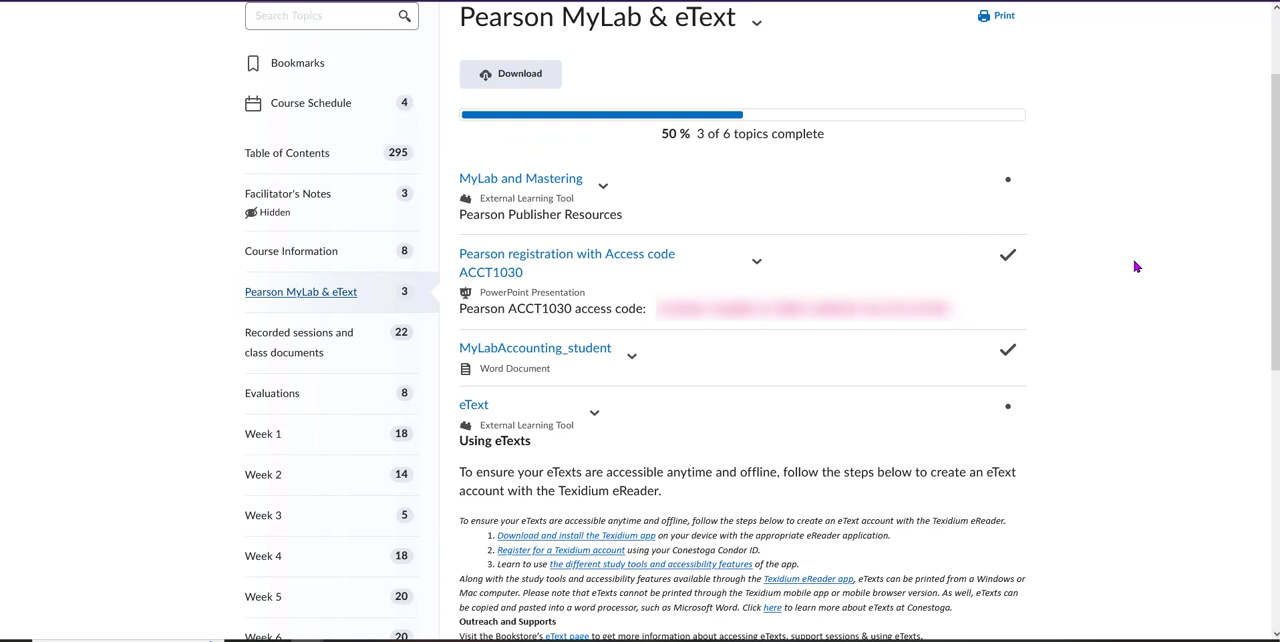 Search Topics
Bookmarks
Course Schedule 4
Table of Contents 295
Facilitator's Notes 3
Hidden
Course Information 8
Pearson MyLab & eText 3
Recorded sessions and
class documents 22
Evaluations 8
Week 1 18
Week 2 14
Week 3 5
Week 4 18
Week 5 20
Week 6 20
Pearson MyLab & eText
Print
Download
50 % 3 of 6 topics complete
MyLab and Mastering
External Learning Tool
Pearson Publisher Resources
Pearson registration with Access code
ACCT1030
PowerPoint Presentation
Pearson ACCT1030 access code:
MyLabAccounting_student
Word Document
eText
External Learning Tool
Using eTexts
To ensure your eTexts are accessible anytime and offline, follow the steps below to create an eText
account with the Texidium eReader.
To ensure your eTexts are accessible anytime and offline, follow the steps below to create an eText account with the Texidium eReader.
1. Download and install the Texidium app on your device with the appropriate eReader application.
2. Register for a Texidium account using your Conestoga Condor ID.
3. Learn to use the different study tools and accessibility features of the app.
Along with the study tools and accessibility features available through the Texidium eReader app, eTexts can be printed from a Windows or
Mac computer. Please note that eTexts cannot be printed through the Texidium mobile app or mobile browser version. As well, eTexts can
be copied and pasted into a word processor, such as Microsoft Word. Click here to learn more about eTexts at Conestoga.
Outreach and Supports
Visit the Bookstore's eText page to get more information about accessing eTexts, support sessions & using eTexts.